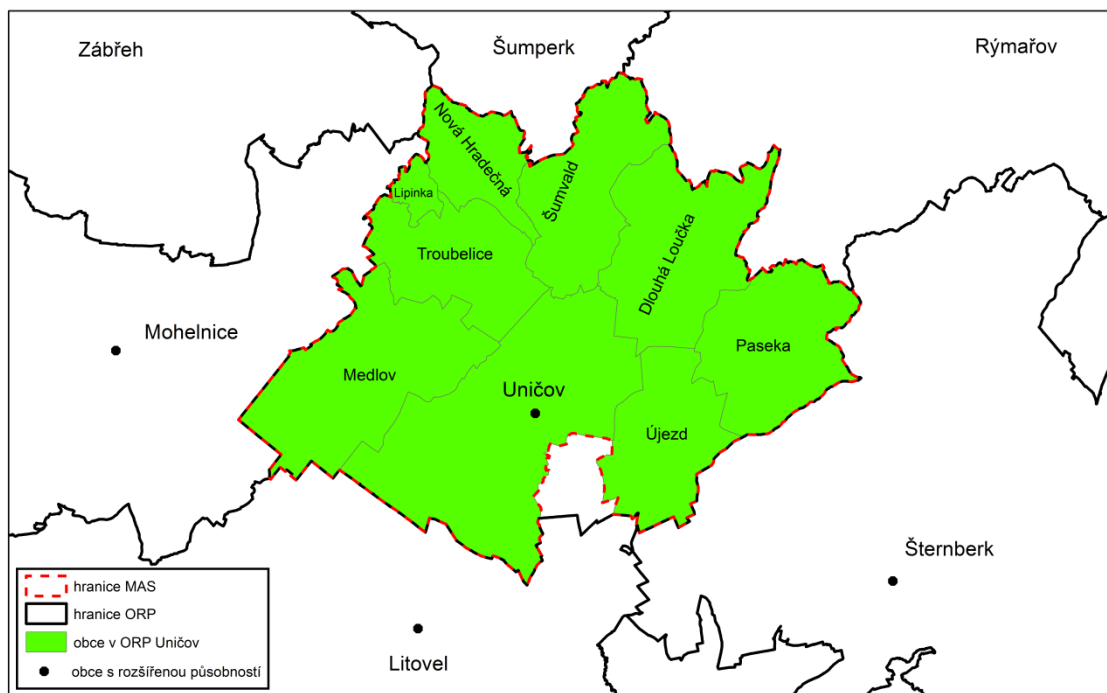 Zábřeh
Šumperk
Rýmařov
Nová Hradečná
Šumvald
Lipinka
Dlouhá Loučka
Troubelice
Mohelnice
Paseka
Medlov
Uničov
Újezd
Šternberk
Litovel
hranice MAS
hranice ORP
obce v ORP Uničov
obce s rozšířenou působností